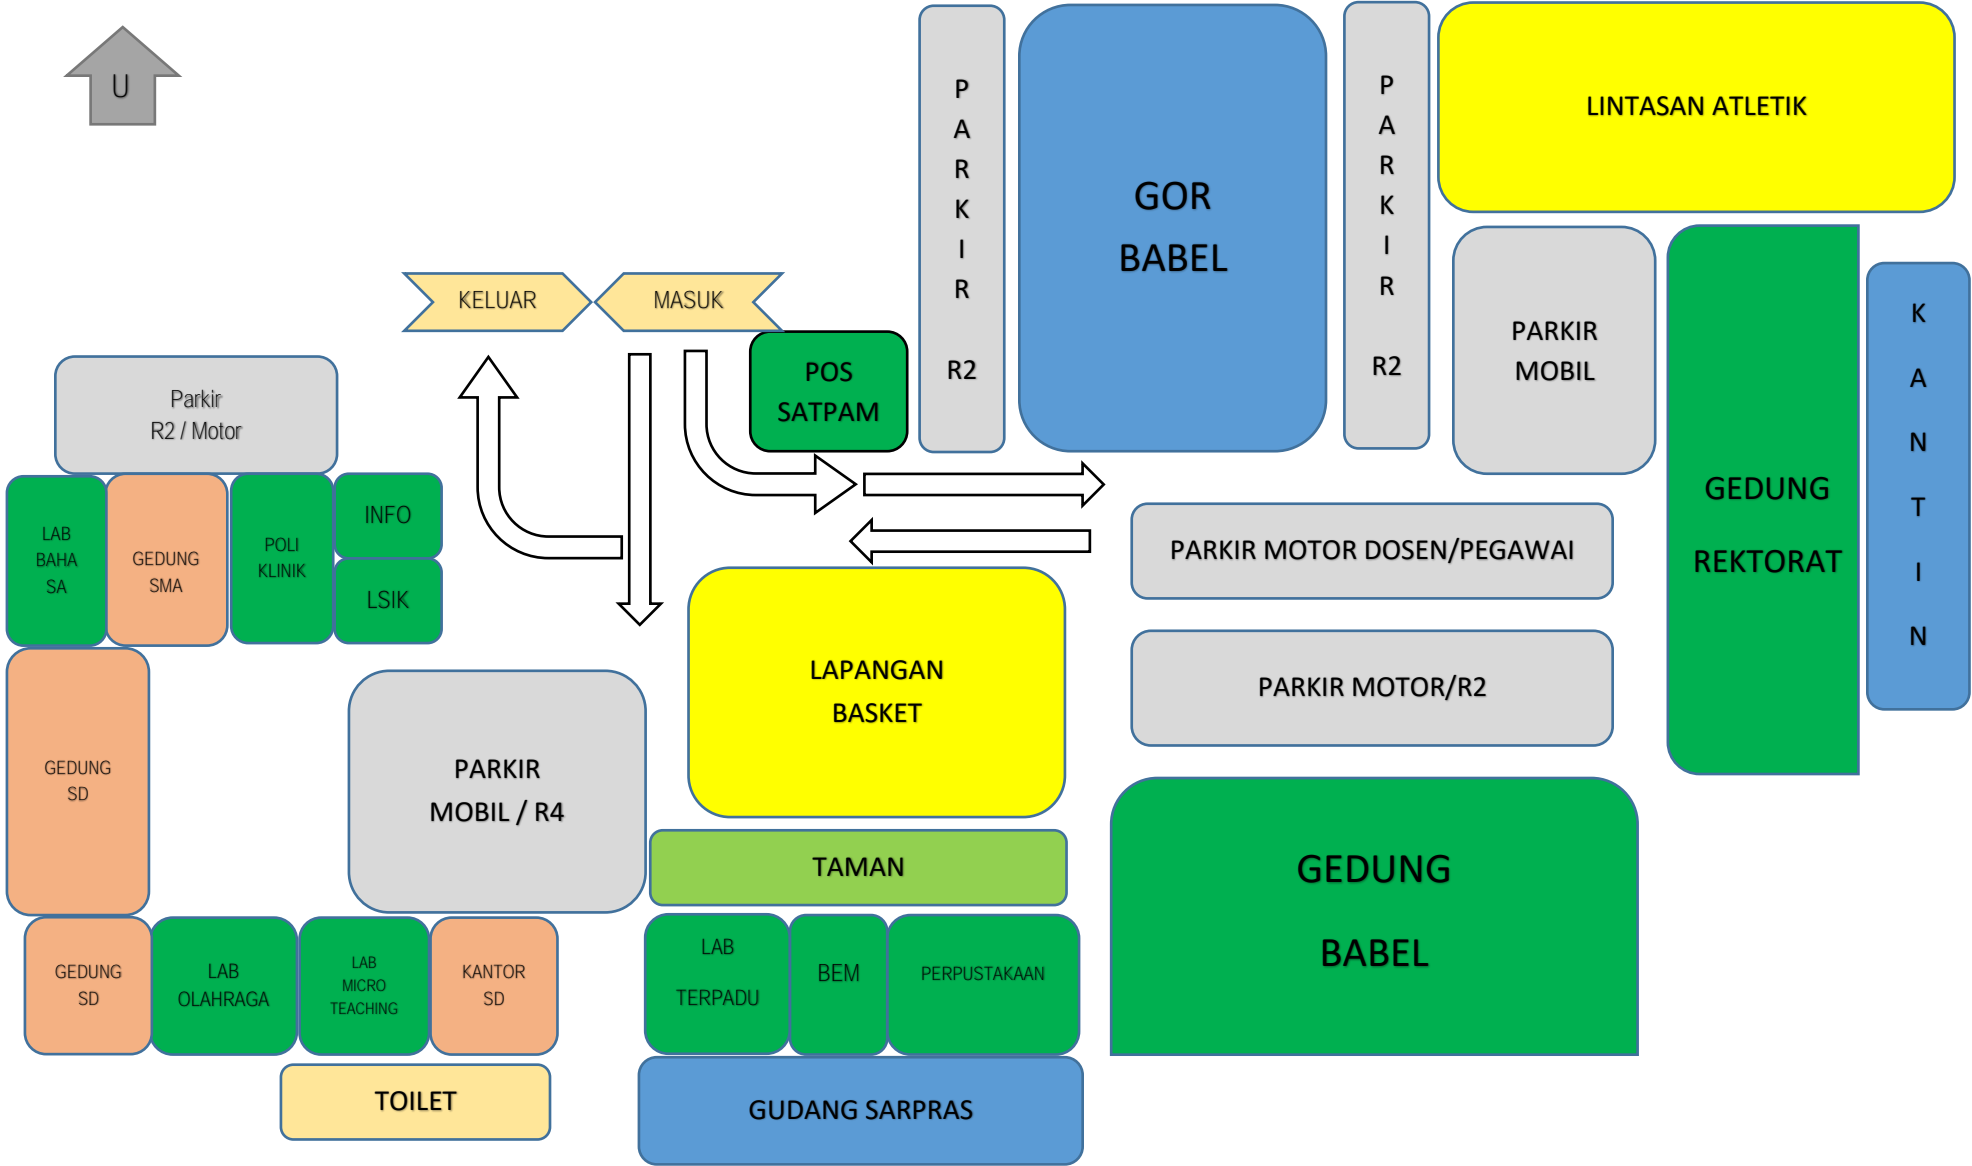 U
P
A
R
K
I
R
R2
GOR
BABEL
P
A
R
K
I
R
R2
LINTASAN ATLETIK
KELUAR
MASUK
POS
SATPAM
PARKIR
MOBIL
GEDUNG
REKTORAT
K
A
N
T
I
N
Parkir
R2 / Motor
LAB
BAHA
SA
GEDUNG
SMA
POLI
KLINIK
INFO
LSIK
PARKIR MOTOR DOSEN/PEGAWAI
PARKIR MOTOR/R2
LAPANGAN
BASKET
GEDUNG
SD
PARKIR
MOBIL / R4
TAMAN
GEDUNG
BABEL
GEDUNG
SD
LAB
OLAHRAGA
LAB
MICRO
TEACHING
KANTOR
SD
LAB
TERPADU
BEM
PERPUSTAKAAN
TOILET
GUDANG SARPRAS